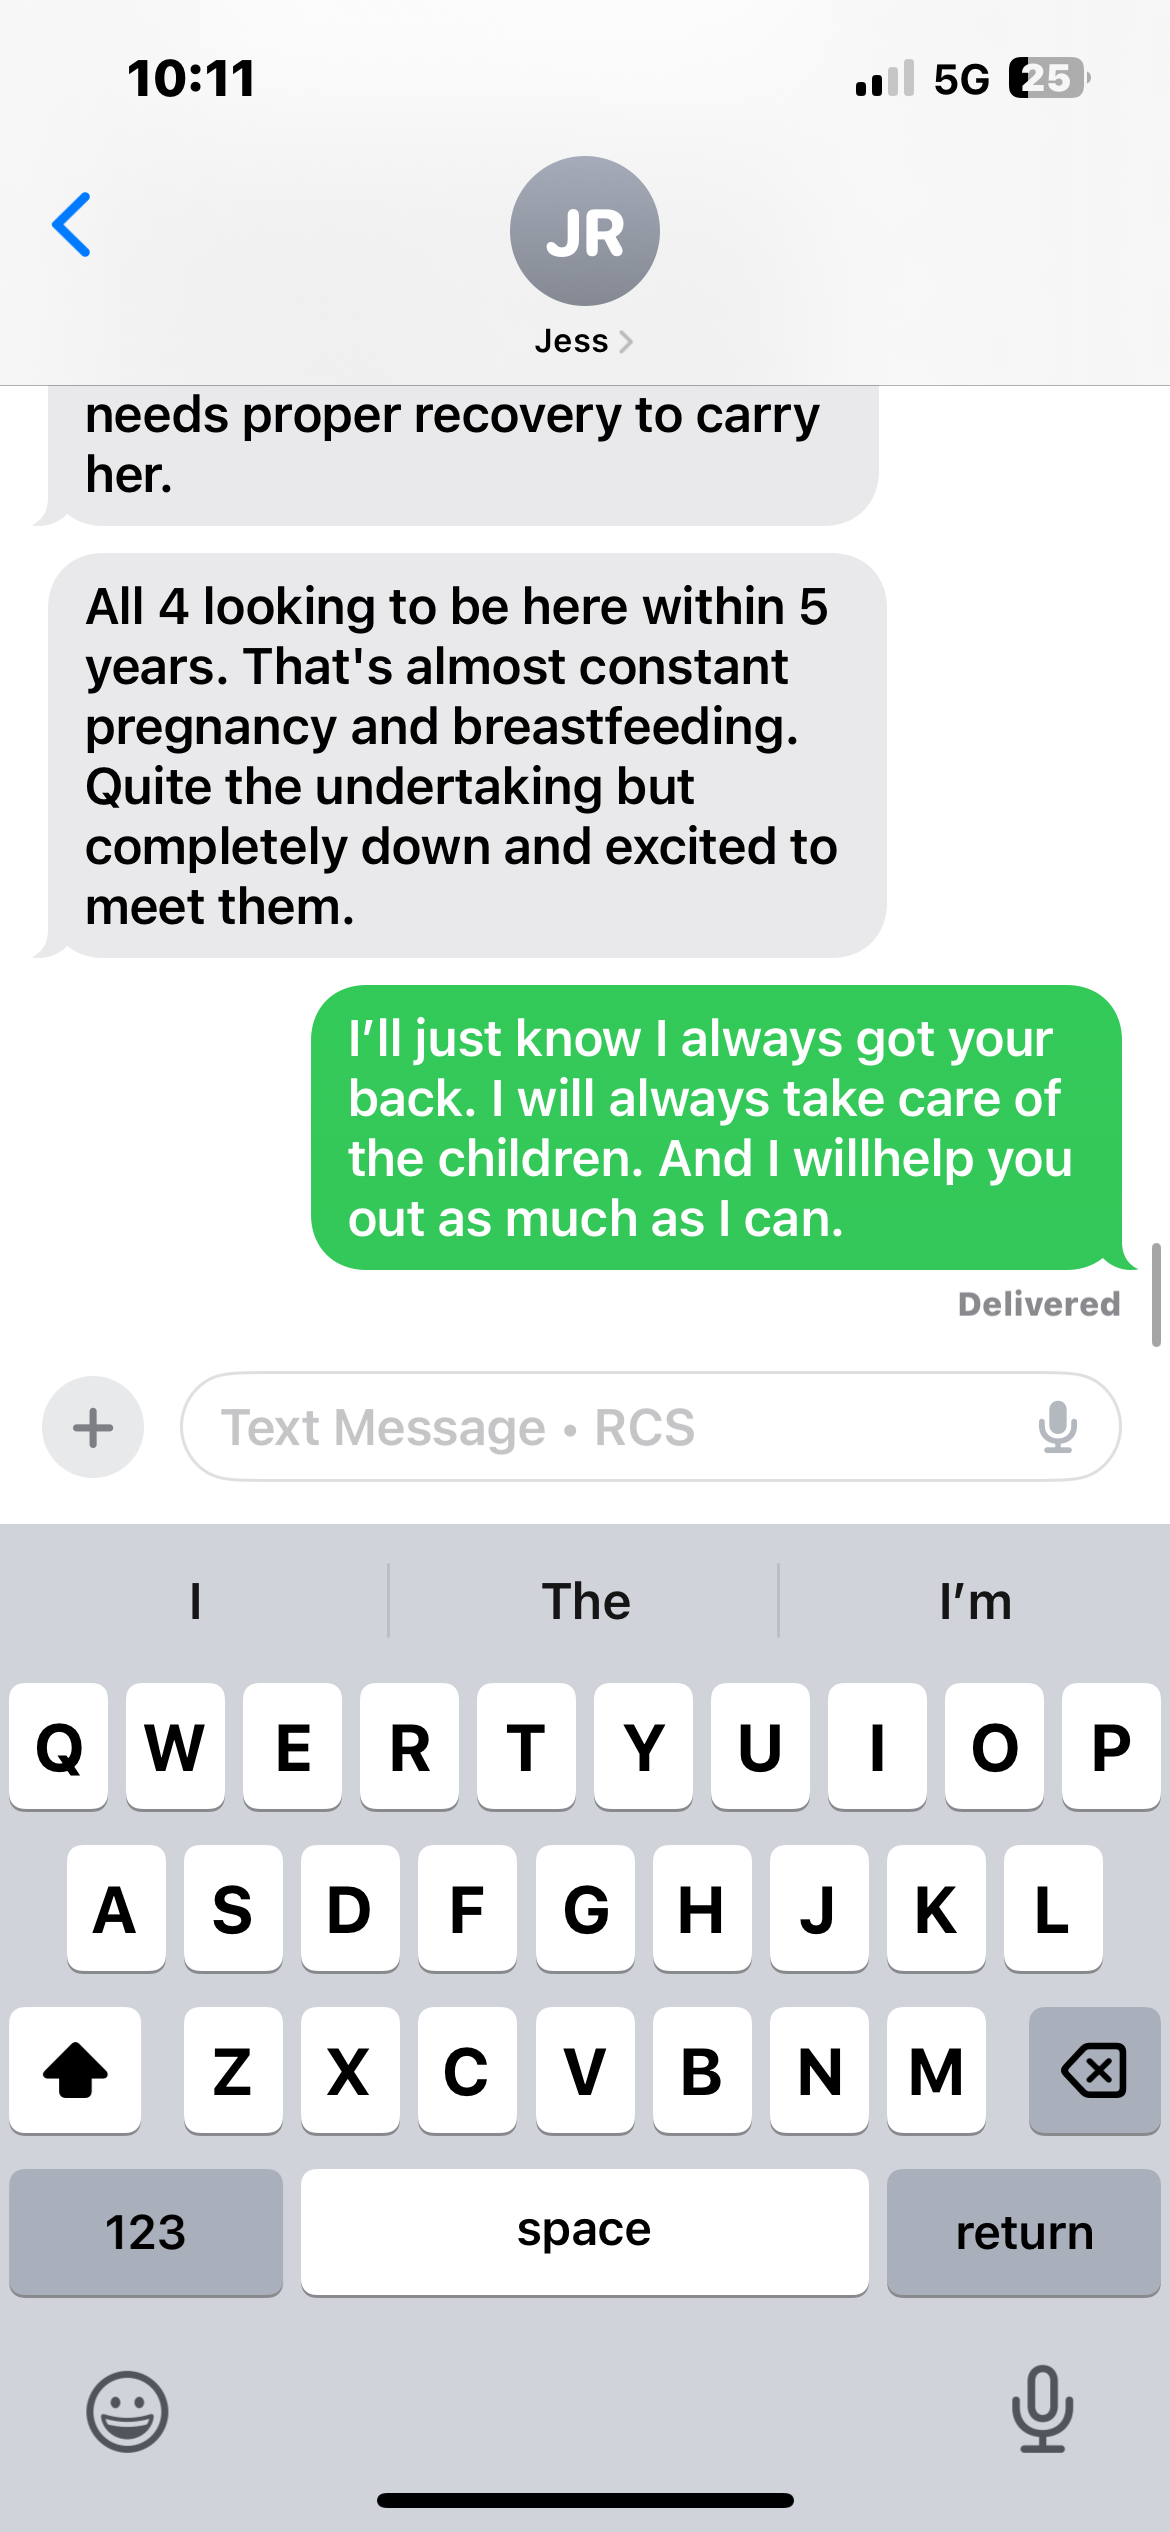 10:11
5G
25
JR
Jess
needs proper recovery to carry
her.
All 4 looking to be here within 5
years. That's almost constant
pregnancy and breastfeeding.
Quite the undertaking but
completely down and excited to
meet them.
I’ll just know I always got your
back. I will always take care of
the children. And I willhelp you
out as much as I can.
Delivered
Text Message • RCS
I The I’m
Q W E R T Y U I O P
A S D F G H J K L
Z X C V B N M
123 space return